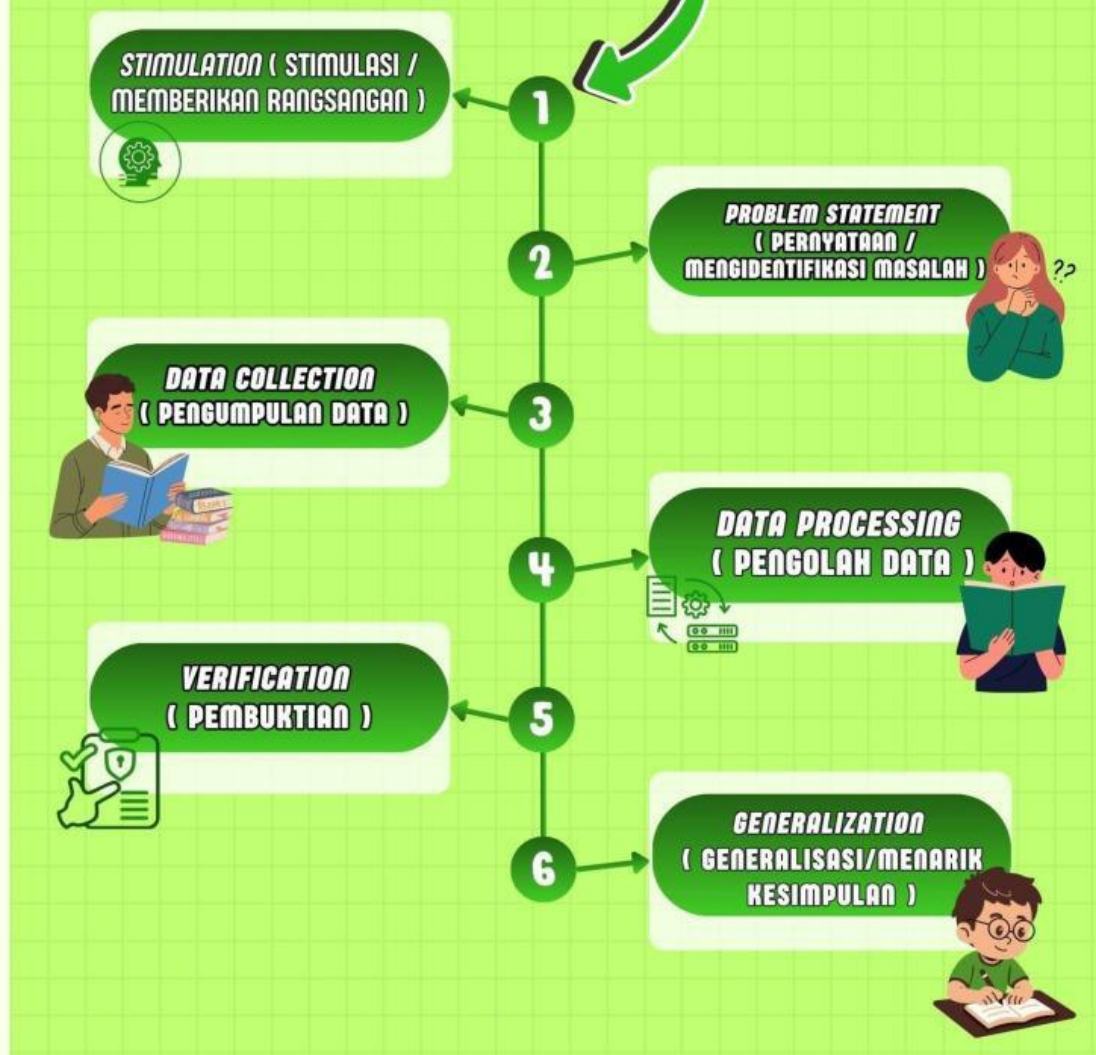 STIMULATION ( STIMULASI /
MEMBERIKAN RANGSANGAN )
1
PROBLEM STATEMENT
( PERNYATAAN /
MENGIDENTIFIKASI MASALAH )
??
2
DATA COLLECTION
( PENGUMPULAN DATA )
3
DATA PROCESSING
( PENGOLAH DATA )
4
VERIFICATION
( PEMBUKTIAN )
5
GENERALIZATION
( GENERALISASI/MENARIK
KESIMPULAN )
6